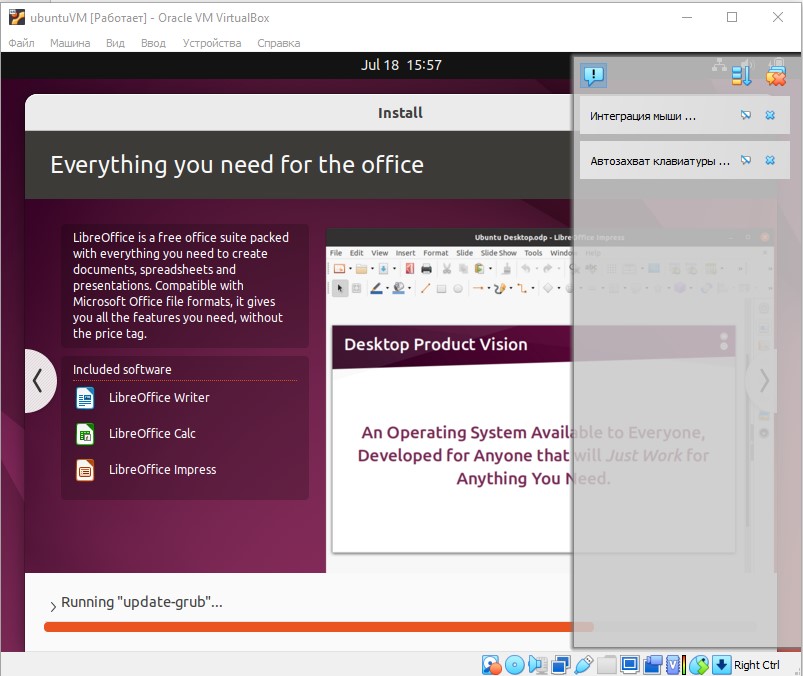 ubuntuVM [Работает] - Oracle VM VirtualBox
Файл Машина Вид Ввод Устройства Справка
Jul 18 15:57
Install
Интеграция мыши ...
Автозахват клавиатуры ...
Everything you need for the office
LibreOffice is a free office suite packed
with everything you need to create
documents, spreadsheets and
presentations. Compatible with
Microsoft Office file formats, it gives
you all the features you need, without
the price tag.
Included software
LibreOffice Writer
LibreOffice Calc
LibreOffice Impress
Ubuntu Desktop.odp - LibreOffice Impress
File Edit View Insert Format Slide Slide Show Tools Window Help
Desktop Product Vision
An Operating System Available to Everyone,
Developed for Anyone that will Just Work for
Anything You Need.
Running "update-grub"...
Right Ctrl